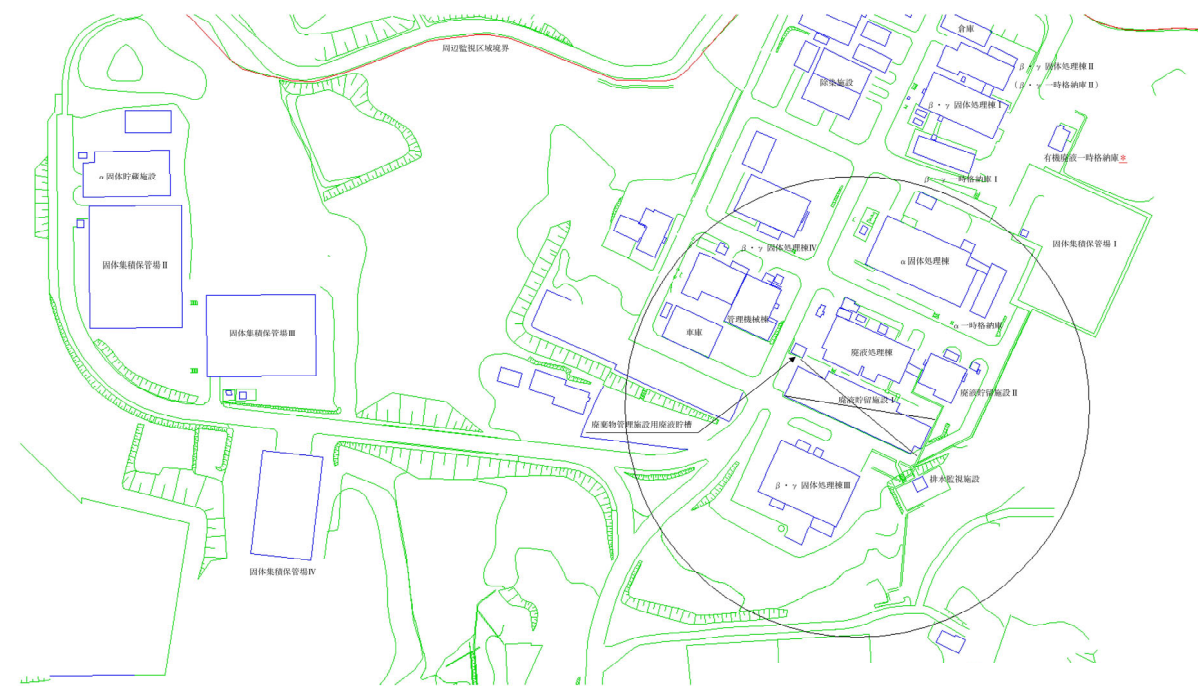 倉庫
周辺監視区域境界
β・γ 固体処理棟Ⅱ
(β・γ 一時格納庫Ⅱ)
除染施設
β・γ 固体処理棟Ⅰ
有機廃液一時格納庫*
α固体貯蔵施設
β・γ 一時格納庫Ⅰ
固体集積保管場Ⅰ
β・γ 固体処理棟Ⅳ
α固体処理棟
固体集積保管場Ⅱ
管理機械棟
α一時格納庫
固体集積保管場Ⅲ
車庫
廃液処理棟
廃液貯留施設Ⅱ
廃液貯留施設Ⅰ
廃棄物管理施設用廃液貯槽
排水監視施設
β・γ 固体処理棟Ⅲ
固体集積保管場Ⅳ